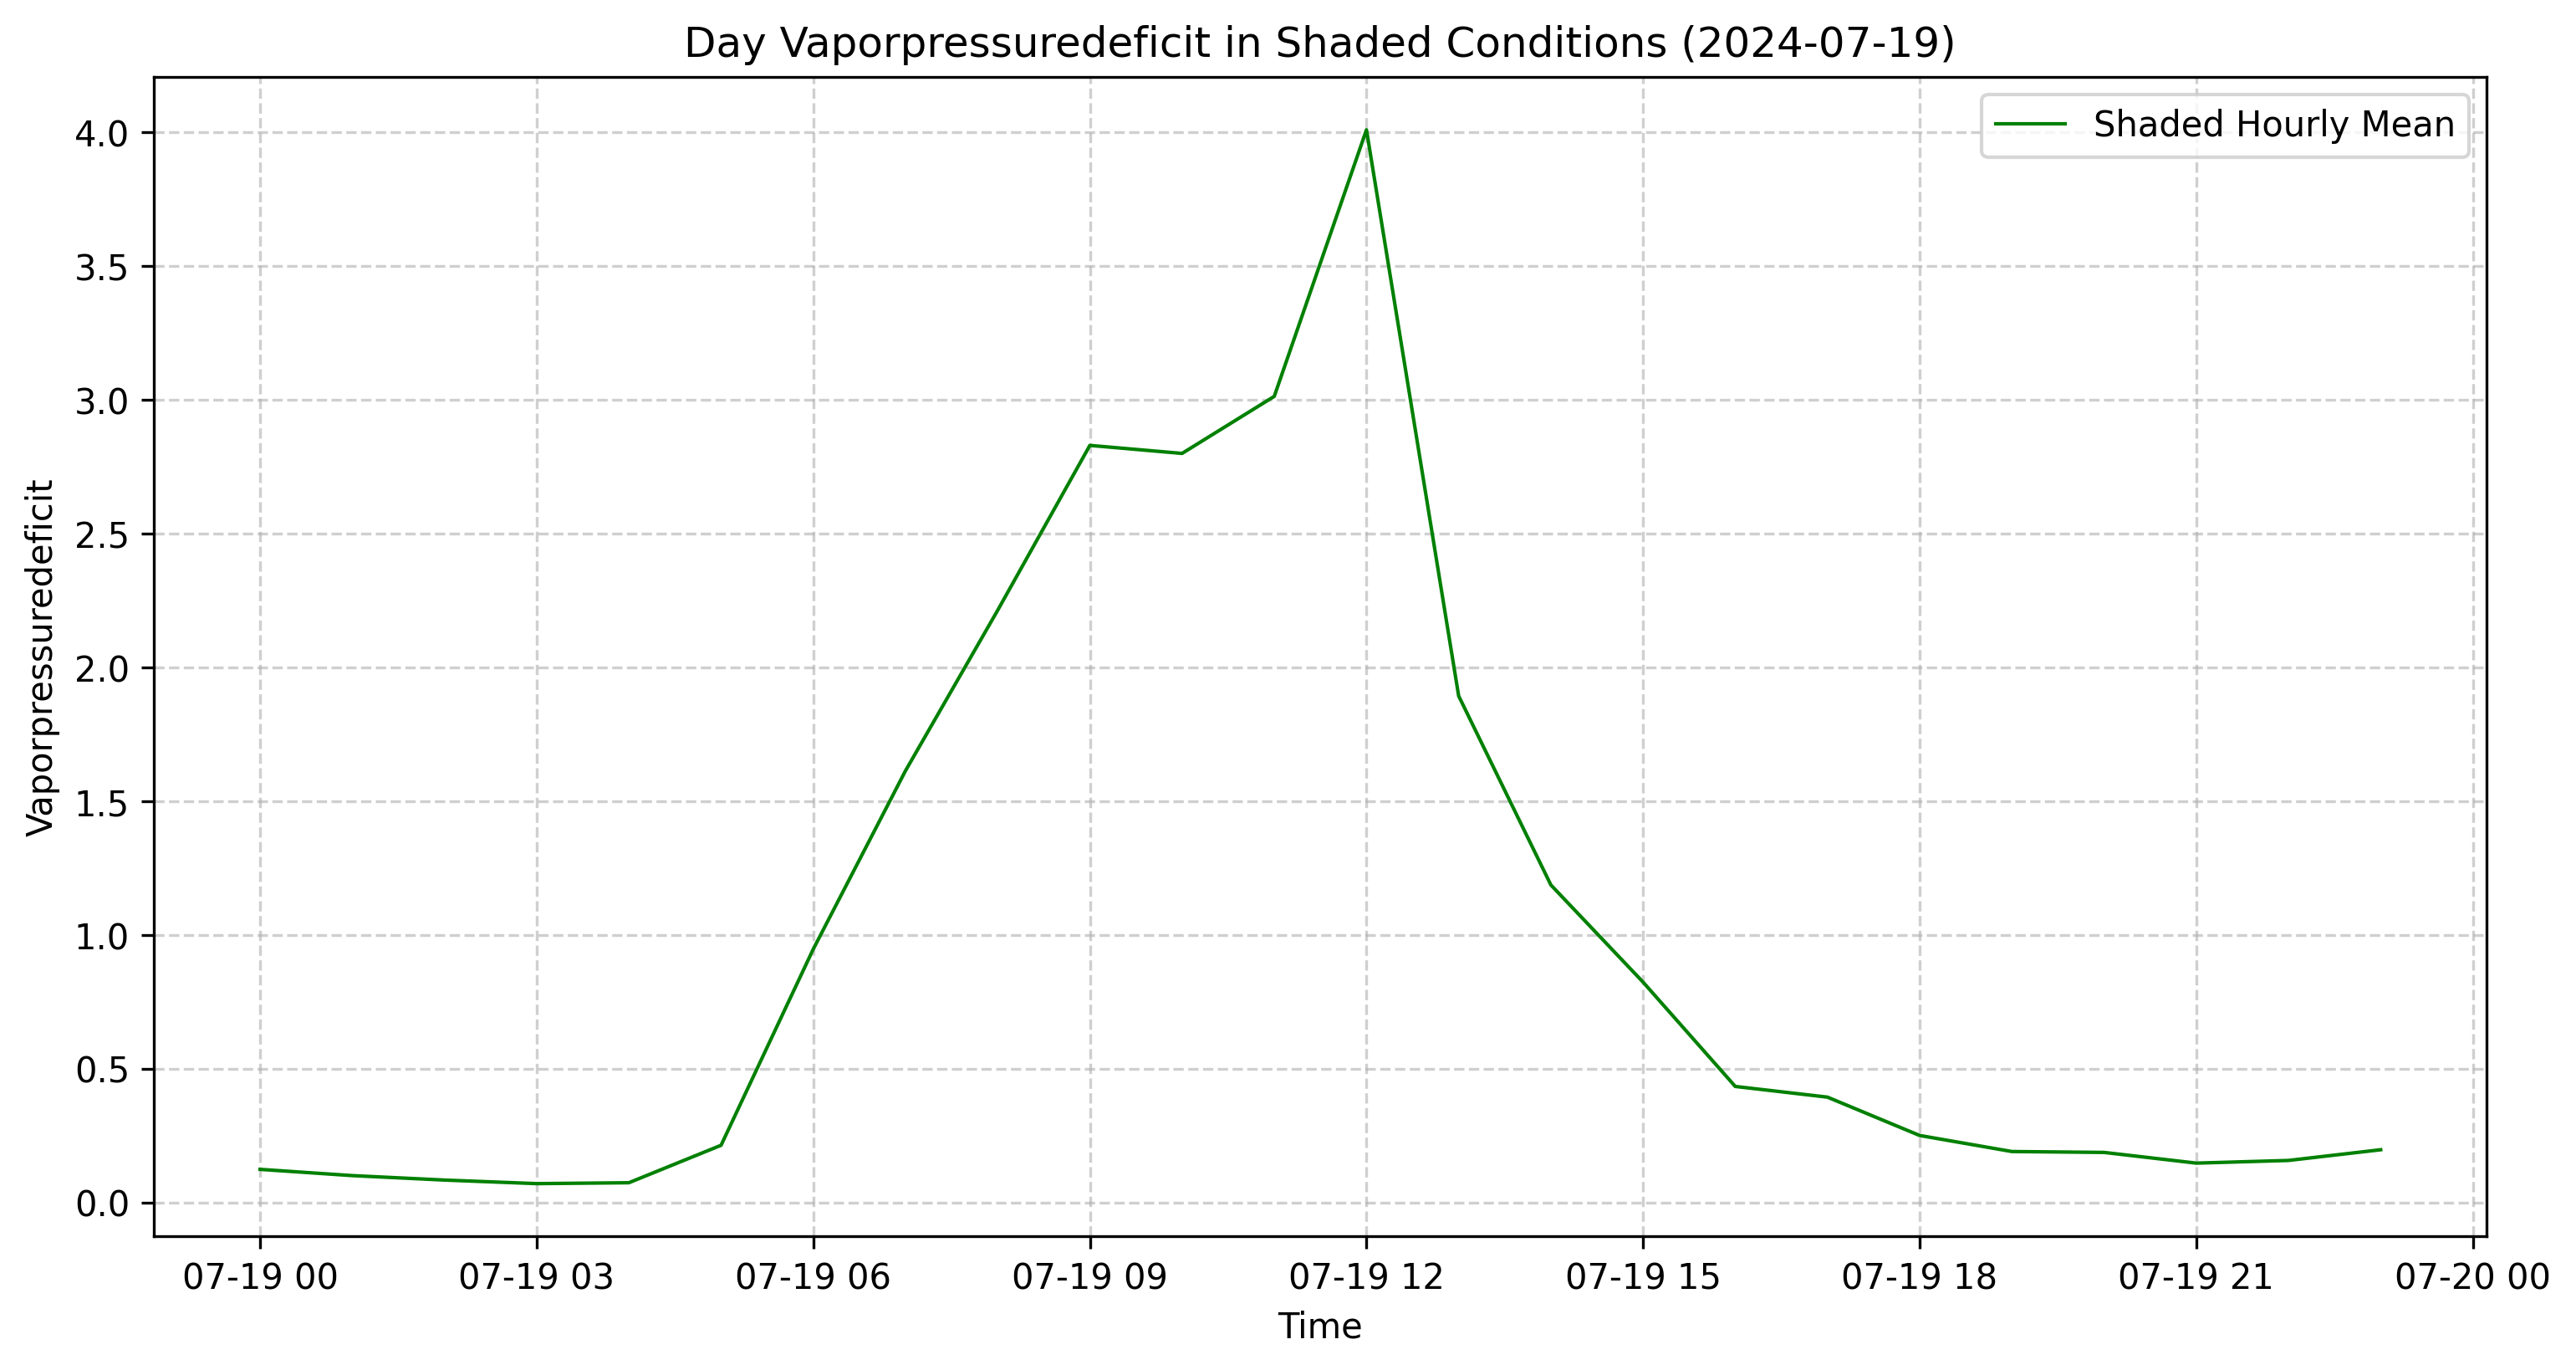 Day Vaporpressuredeficit in Shaded Conditions (2024-07-19)
Shaded Hourly Mean
Vaporpressuredeficit
4.0
3.5
3.0
2.5
2.0
1.5
1.0
0.5
0.0
07-19 00 07-19 03 07-19 06 07-19 09 07-19 12 07-19 15 07-19 18 07-19 21 07-20 00
Time